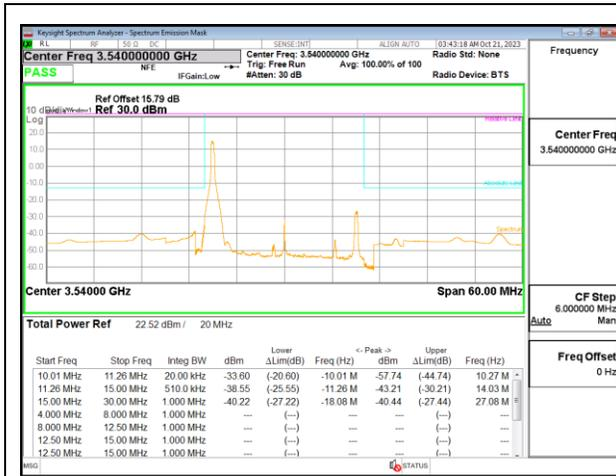 Keysight Spectrum Analyzer - Spectrum Emission Mask
RL RF 50 Ω DC SENSE:INT ALIGN AUTO 03:43:18 AM Oct 21, 2023
Center Freq 3.540000000 GHz
Center Freq: 3.540000000 GHz
Radio Std: None
Trig: Free Run
Avg: 100.00% of 100
PASS
NFE
IFGain:Low
#Atten: 30 dB
Radio Device: BTS
Ref Offset 15.79 dB
10 dB/div
Ref 30.0 dBm
Log
Relative Limit
20.0
10.0
0.00
-10.0
Absolute Limit
-20.0
-30.0
-40.0
Spectrum
-50.0
-60.0
Center 3.54000 GHz
Span 60.00 MHz
Total Power Ref 22.52 dBm / 20 MHz
Lower <- Peak -> Upper
Start Freq Stop Freq Integ BW dBm ΔLim(dB) Freq (Hz) dBm ΔLim(dB) Freq (Hz)
10.01 MHz 11.26 MHz 20.00 kHz -33.60 (-20.60) -10.01 M -57.74 (-44.74) 10.27 M
11.26 MHz 15.00 MHz 510.0 kHz -38.55 (-25.55) -11.26 M -43.21 (-30.21) 14.03 M
15.00 MHz 30.00 MHz 1.000 MHz -40.22 (-27.22) -18.08 M -40.44 (-27.44) 27.08 M
4.000 MHz 8.000 MHz 1.000 MHz --- (---) --- --- (---) ---
8.000 MHz 12.50 MHz 1.000 MHz --- (---) --- --- (---) ---
12.50 MHz 15.00 MHz 1.000 MHz --- (---) --- --- (---) ---
12.50 MHz 15.00 MHz 1.000 MHz --- (---) --- --- (---) ---
MSG
STATUS
Frequency
Center Freq
3.540000000 GHz
CF Step
6.000000 MHz
Auto Man
Freq Offset
0 Hz